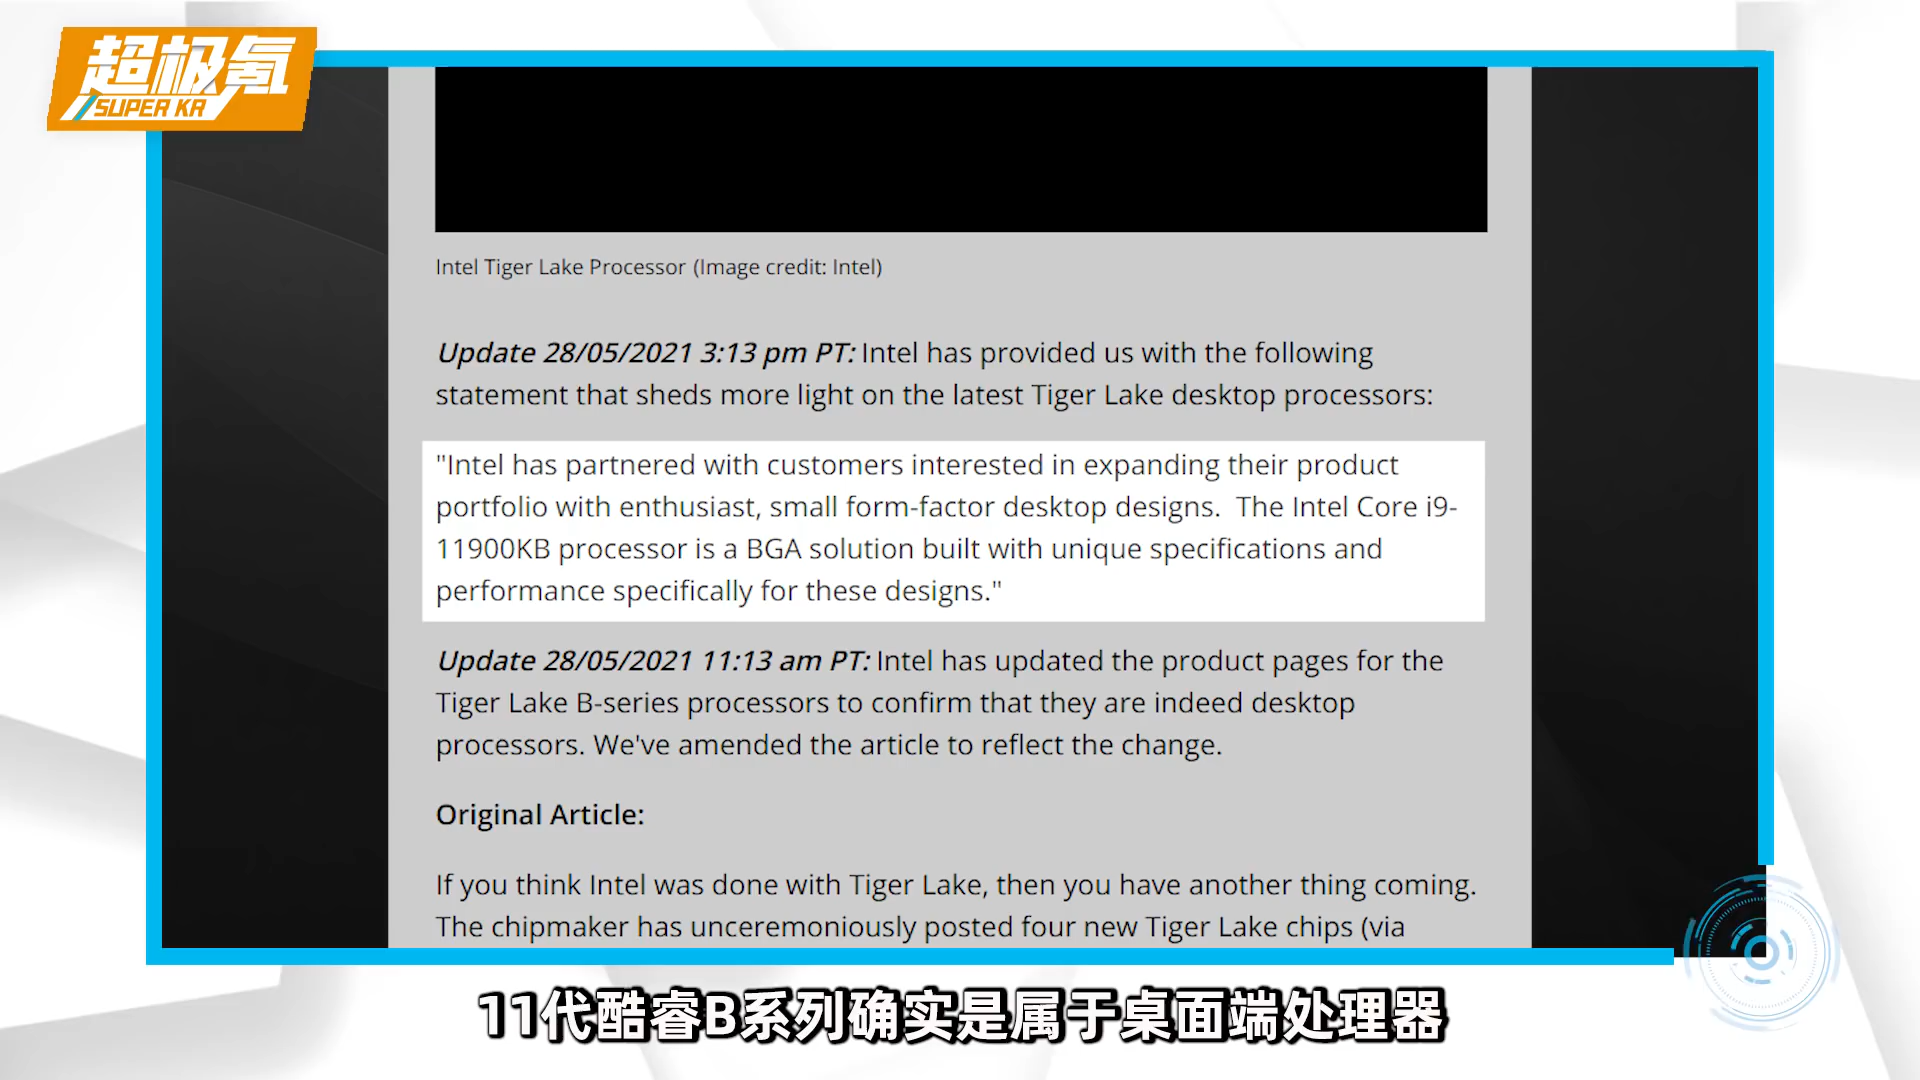 超极氪
SUPER KR
Intel Tiger Lake Processor (Image credit: Intel)
Update 28/05/2021 3:13 pm PT: Intel has provided us with the following
statement that sheds more light on the latest Tiger Lake desktop processors:
"Intel has partnered with customers interested in expanding their product
portfolio with enthusiast, small form-factor desktop designs.  The Intel Core i9-
11900KB processor is a BGA solution built with unique specifications and
performance specifically for these designs."
Update 28/05/2021 11:13 am PT: Intel has updated the product pages for the
Tiger Lake B-series processors to confirm that they are indeed desktop
processors. We've amended the article to reflect the change.
Original Article:
If you think Intel was done with Tiger Lake, then you have another thing coming.
The chipmaker has unceremoniously posted four new Tiger Lake chips (via
11代酷睿B系列确实是属于桌面端处理器